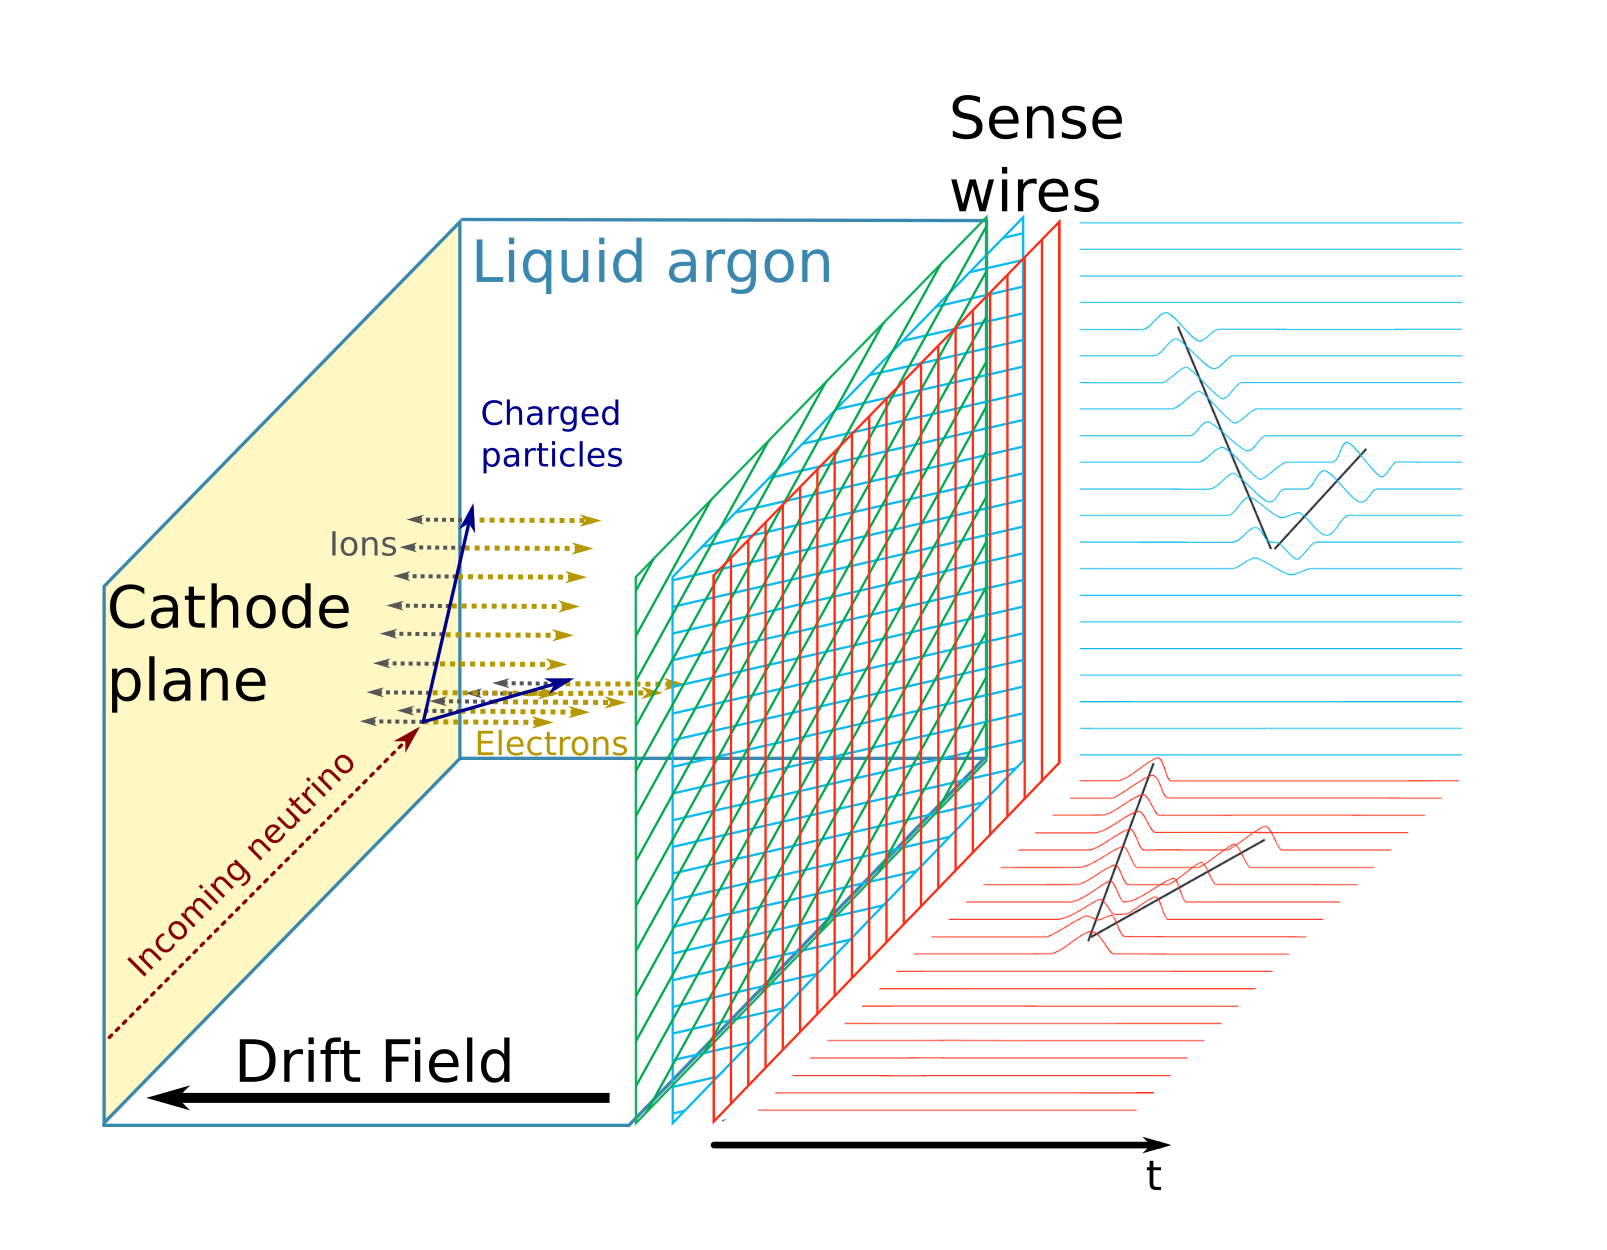 Sense
wires
Liquid argon
Charged
particles
Ions
Cathode
plane
Electrons
Incoming neutrino
Drift Field
t